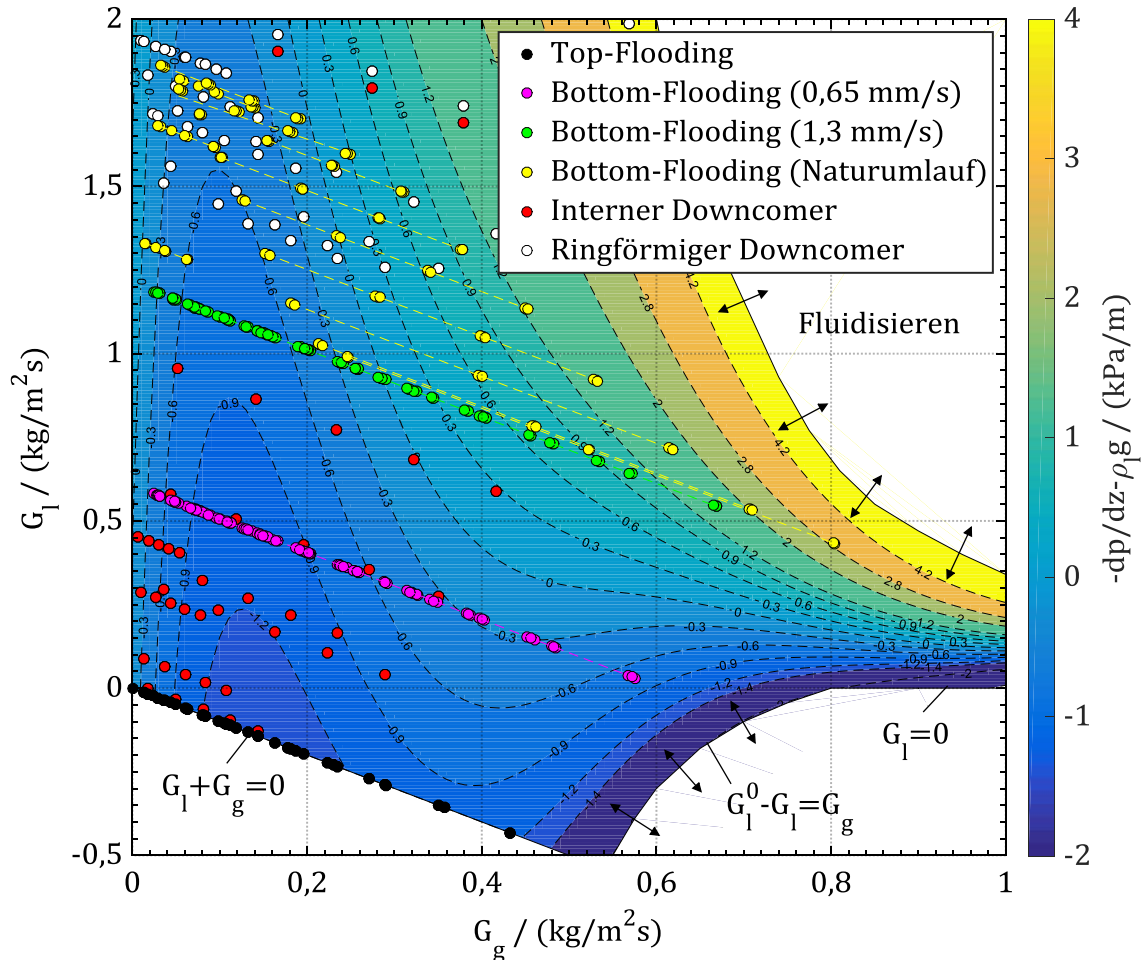 Top-Flooding
Bottom-Flooding (0,65 mm/s)
Bottom-Flooding (1,3 mm/s)
Bottom-Flooding (Naturumlauf)
Interner Downcomer
Ringförmiger Downcomer
Fluidisieren
G_l=0
G_l^0-G_l=G_g
G_l+G_g=0
2
1,5
1
0,5
0
-0,5
G_l / (kg/m²s)
0
0,2
0,4
0,6
0,8
1
G_g / (kg/m²s)
4
3
2
1
0
-1
-2
-dp/dz-ρ_lg / (kPa/m)